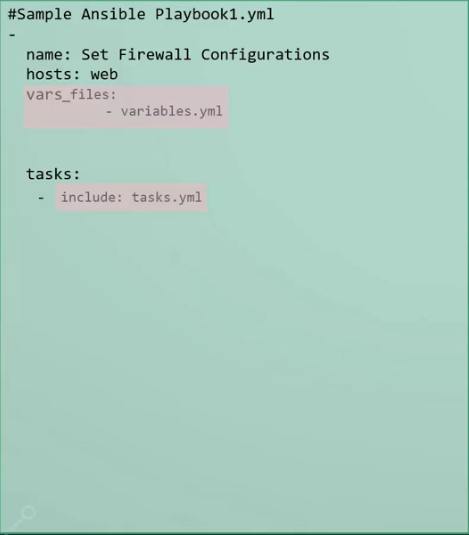 #Sample Ansible Playbook1.yml
-
name: Set Firewall Configurations
hosts: web
vars_files:
- variables.yml
tasks:
- include: tasks.yml